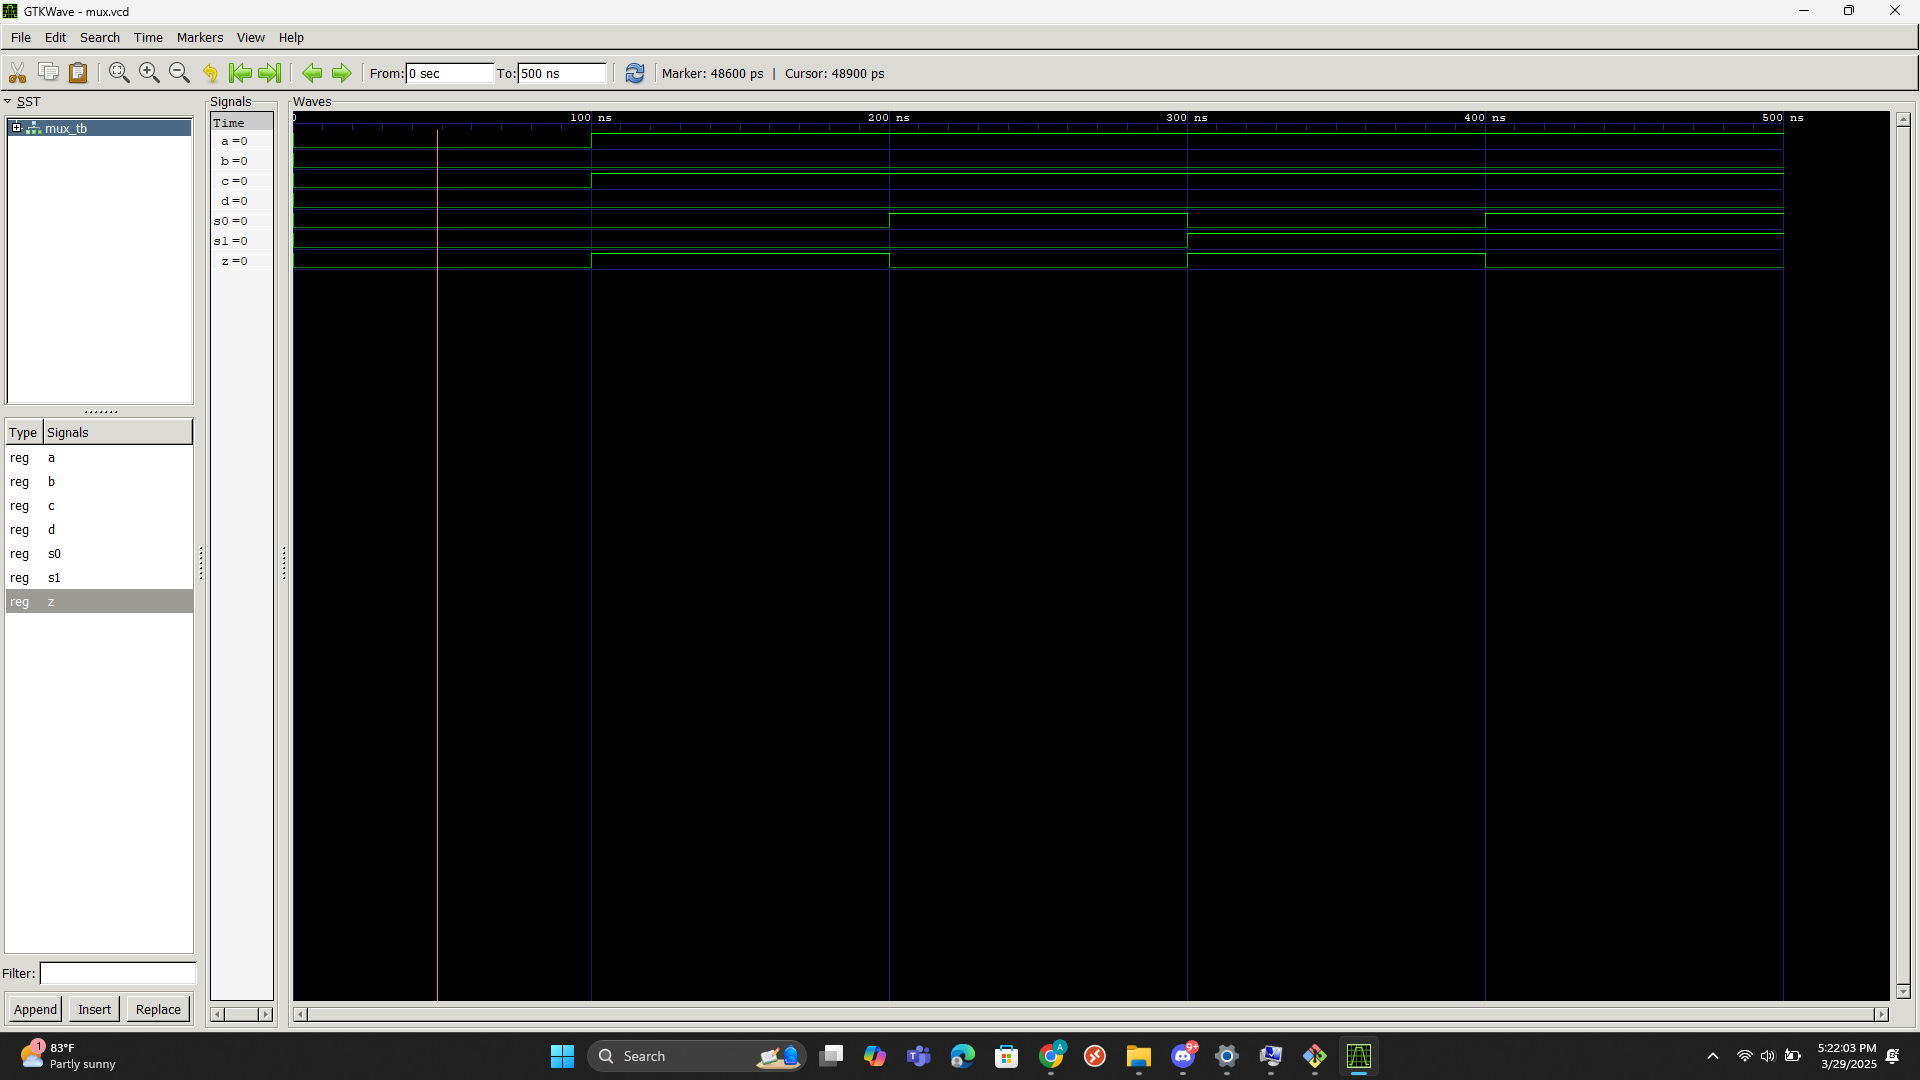 GTKWave - mux.vcd
File Edit Search Time Markers View Help
From: 0 sec To: 500 ns Marker: 48600 ps | Cursor: 48900 ps
SST
mux_tb
Type Signals
reg a
reg b
reg c
reg d
reg s0
reg s1
reg z
Filter:
Append Insert Replace
Signals
Time
a=0
b=0
c=0
d=0
s0=0
s1=0
z=0
Waves
0 100 ns 200 ns 300 ns 400 ns 500 ns
1
83°F
Partly sunny
Search
A
9+
5:22:03 PM
3/29/2025